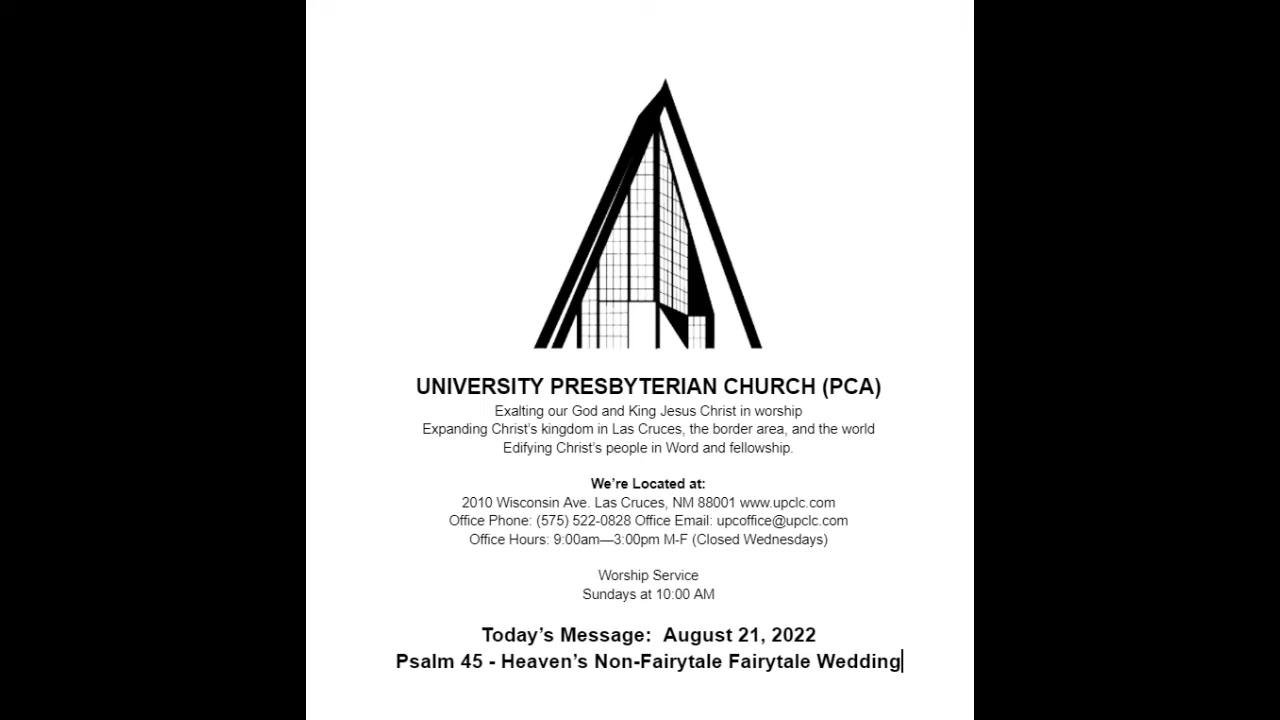 UNIVERSITY PRESBYTERIAN CHURCH (PCA)
Exalting our God and King Jesus Christ in worship
Expanding Christ’s kingdom in Las Cruces, the border area, and the world
Edifying Christ’s people in Word and fellowship.
We’re Located at:
2010 Wisconsin Ave. Las Cruces, NM 88001 www.upclc.com
Office Phone: (575) 522-0828 Office Email: upcoffice@upclc.com
Office Hours: 9:00am—3:00pm M-F (Closed Wednesdays)
Worship Service
Sundays at 10:00 AM
Today’s Message:  August 21, 2022
Psalm 45 - Heaven’s Non-Fairytale Fairytale Wedding